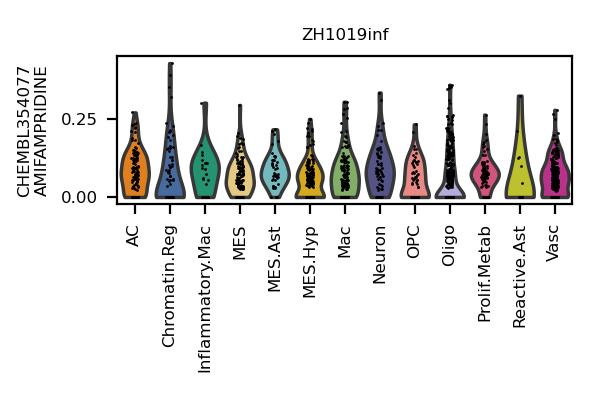 ZH1019inf
CHEMBL354077
AMIFAMPRIDINE
0.25
0.00
AC
Chromatin.Reg
Inflammatory.Mac
MES
MES.Ast
MES.Hyp
Mac
Neuron
OPC
Oligo
Prolif.Metab
Reactive.Ast
Vasc